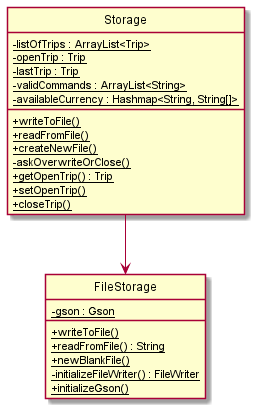 Storage
-listOfTrips : ArrayList<Trip>
-openTrip : Trip
-lastTrip : Trip
-validCommands : ArrayList<String>
-availableCurrency : Hashmap<String, String[]>
+writeToFile()
+readFromFile()
+createNewFile()
-askOverwriteOrClose()
+getOpenTrip() : Trip
+setOpenTrip()
+closeTrip()
FileStorage
-gson : Gson
+writeToFile()
+readFromFile() : String
+newBlankFile()
-initializeFileWriter() : FileWriter
+initializeGson()